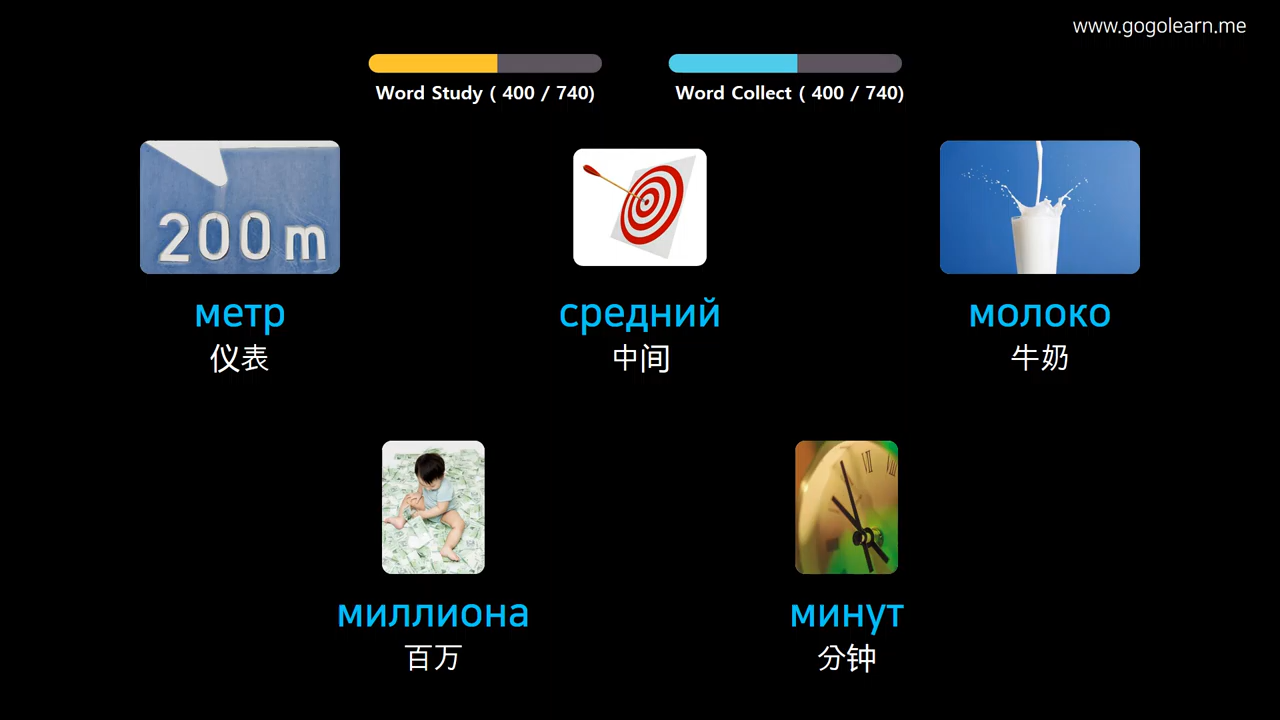 www.gogolearn.me
Word Study ( 400 / 740)
Word Collect ( 400 / 740)
200 m
метр
仪表
средний
中间
молоко
牛奶
миллиона
百万
минут
分钟